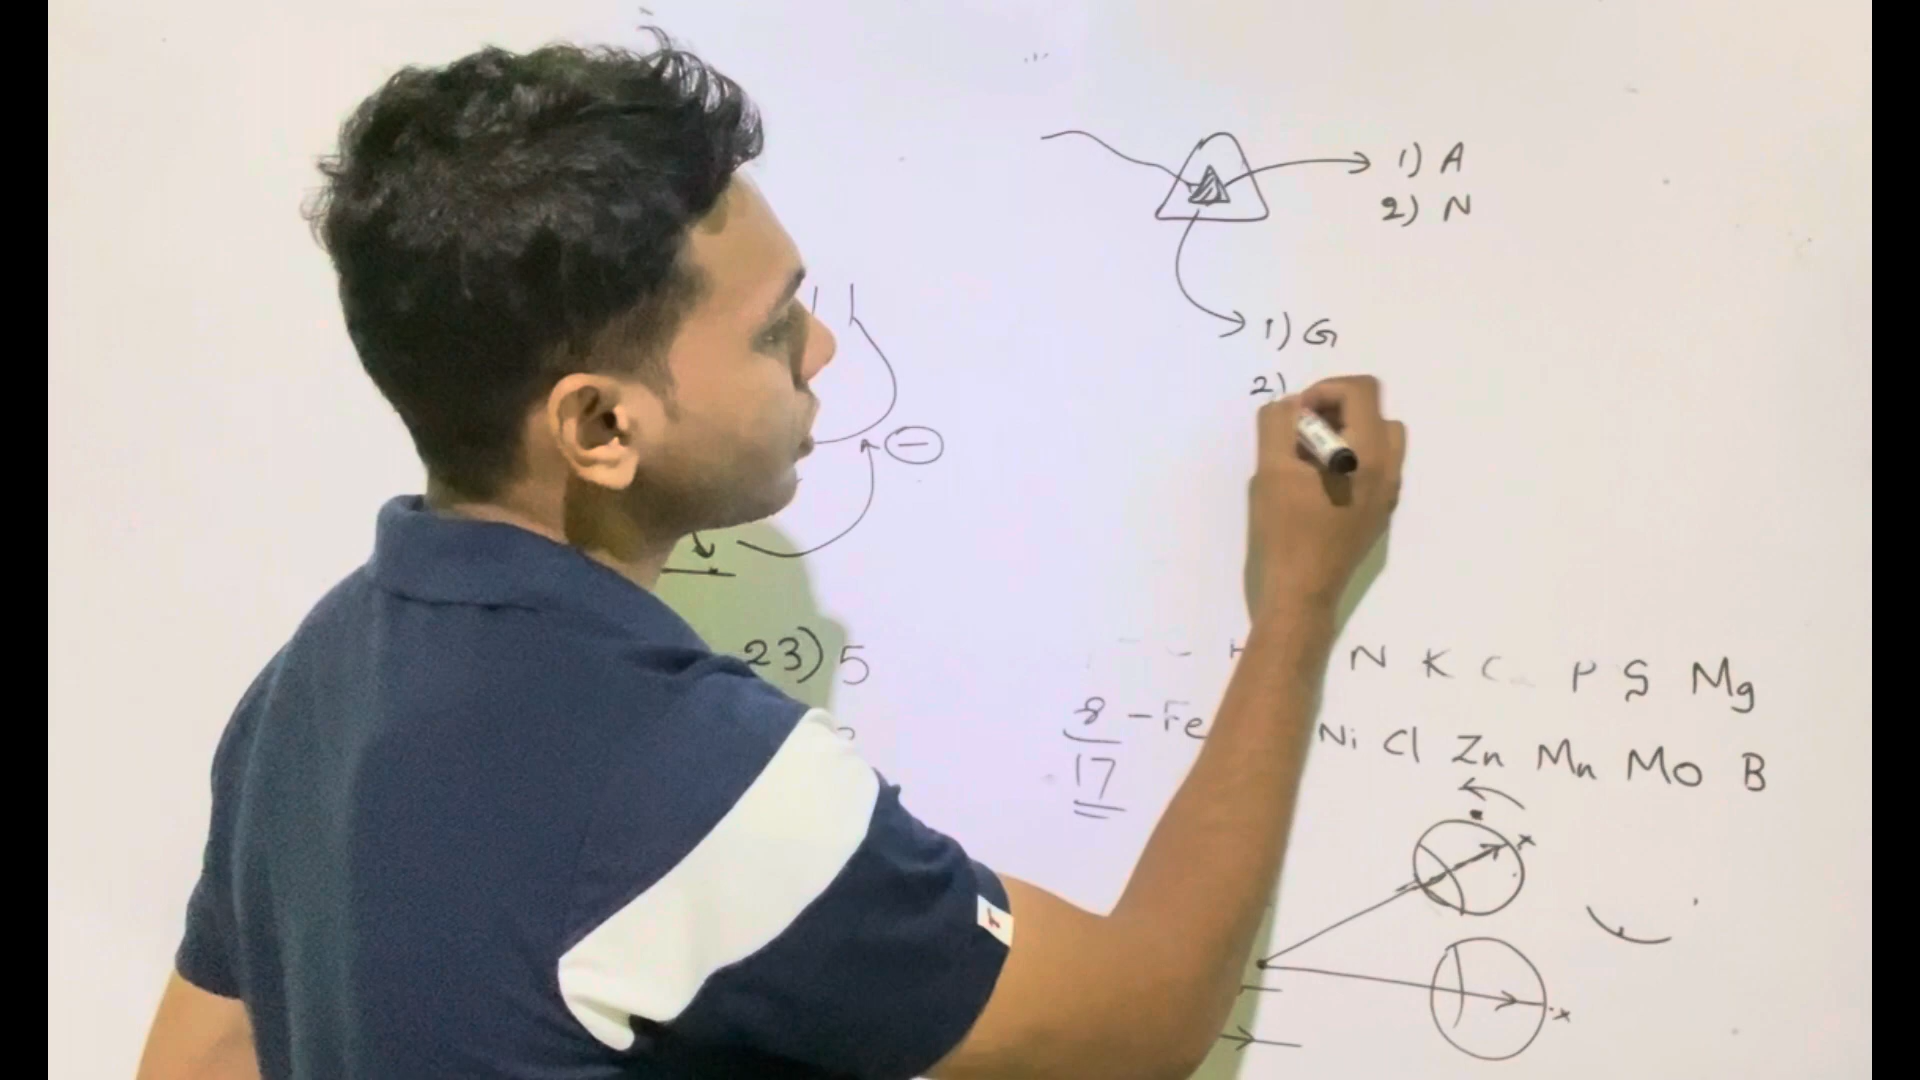 1) A
2) N
1) G
2)
23) 5
N K C P S Mg
8 - Fe Ni Cl Zn Mn Mo B
17
x
x